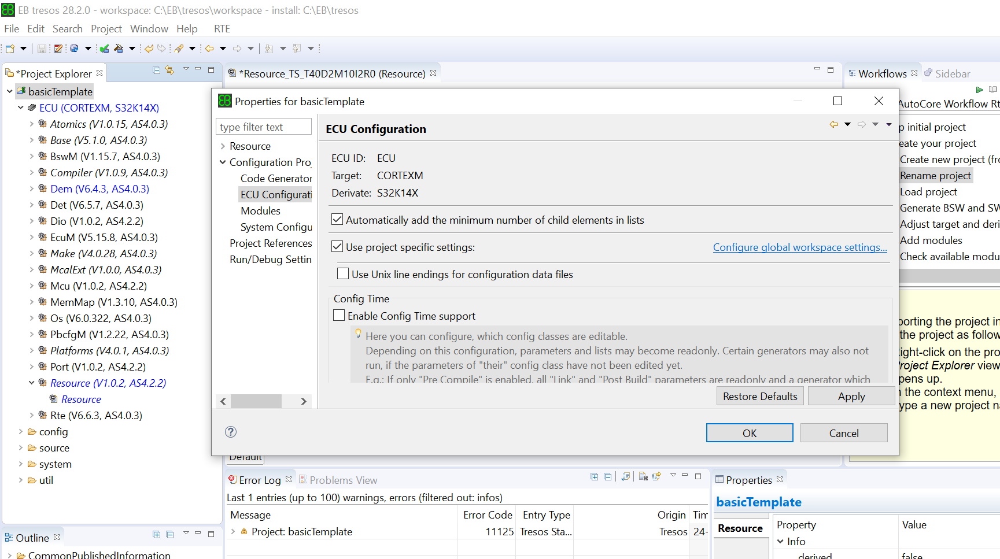 EB tresos 28.2.0 - workspace: C:\EB\tresos\workspace - install: C:\EB\tresos
File Edit Search Project Window Help RTE
*Project Explorer
basicTemplate
ECU (CORTEXM, S32K14X)
Atomics (V1.0.15, AS4.0.3)
Base (V5.1.0, AS4.0.3)
BswM (V1.15.7, AS4.0.3)
Compiler (V1.0.9, AS4.0.3)
Dem (V6.4.3, AS4.0.3)
Det (V6.5.7, AS4.0.3)
Dio (V1.0.2, AS4.2.2)
EcuM (V5.15.8, AS4.0.3)
Make (V4.0.28, AS4.0.3)
McalExt (V1.0.0, AS4.0.3)
Mcu (V1.0.2, AS4.2.2)
MemMap (V1.3.10, AS4.0.3)
Os (V6.0.322, AS4.0.3)
PbcfgM (V1.2.22, AS4.0.3)
Platforms (V4.0.1, AS4.0.3)
Port (V1.0.2, AS4.2.2)
Resource (V1.0.2, AS4.2.2)
Resource
Rte (V6.6.3, AS4.0.3)
config
source
system
util
Outline
CommonPublishedInformation
*Resource_TS_T40D2M10I2R0 (Resource)
Properties for basicTemplate
type filter text
Resource
Configuration Proj
Code Generator
ECU Configurati
Modules
System Configu
Project References
Run/Debug Settin
ECU Configuration
ECU ID: ECU
Target: CORTEXM
Derivate: S32K14X
Automatically add the minimum number of child elements in lists
Use project specific settings:
Configure global workspace settings...
Use Unix line endings for configuration data files
Config Time
Enable Config Time support
Here you can configure, which config classes are editable.
Depending on this configuration, parameters and lists may become readonly. Certain generators may also not
run, if the parameters of "their" config class have not been edited yet.
E.g.: If only "Pre Compile" is enabled, all "Link" and "Post Build" parameters are readonly and a generator which
Restore Defaults
Apply
OK
Cancel
Default
Workflows
Sidebar
AutoCore Workflow Rt
p initial project
eate your project
Create new project (fro
Rename project
Load project
Generate BSW and SW
Adjust target and deri
Add modules
Check available modu
porting the project in
the project as follow
ight-click on the pro
Project Explorer view
pens up.
n the context menu,
ype a new project na
Error Log
Problems View
Last 1 entries (up to 100) warnings, errors (filtered out: infos)
Message Error Code Entry Type Origin Tim
Project: basicTemplate 11125 Tresos Sta... Tresos 24-
Properties
basicTemplate
Resource
Property Value
Info
derived false